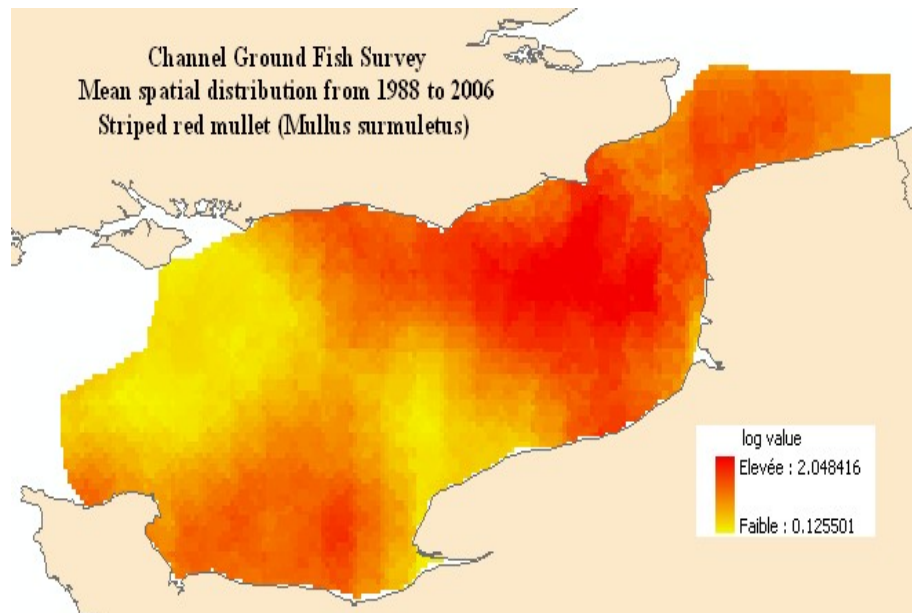 Channel Ground Fish Survey
Mean spatial distribution from 1988 to 2006
Striped red mullet (Mullus surmuletus)
log value
Elevée : 2.048416
Faible : 0.125501